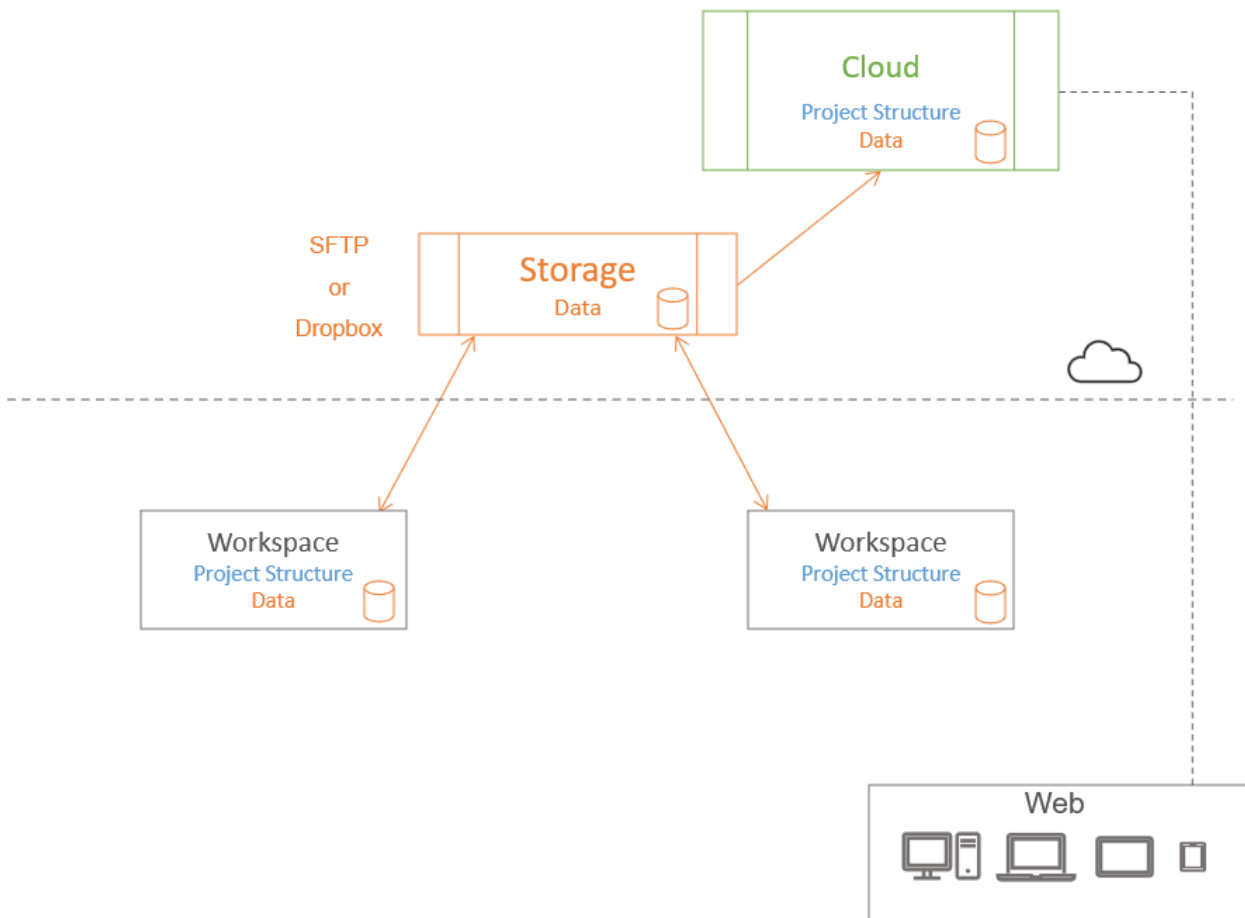 Cloud
Project Structure
Data
SFTP
or
Dropbox
Storage
Data
Workspace
Project Structure
Data
Workspace
Project Structure
Data
Web